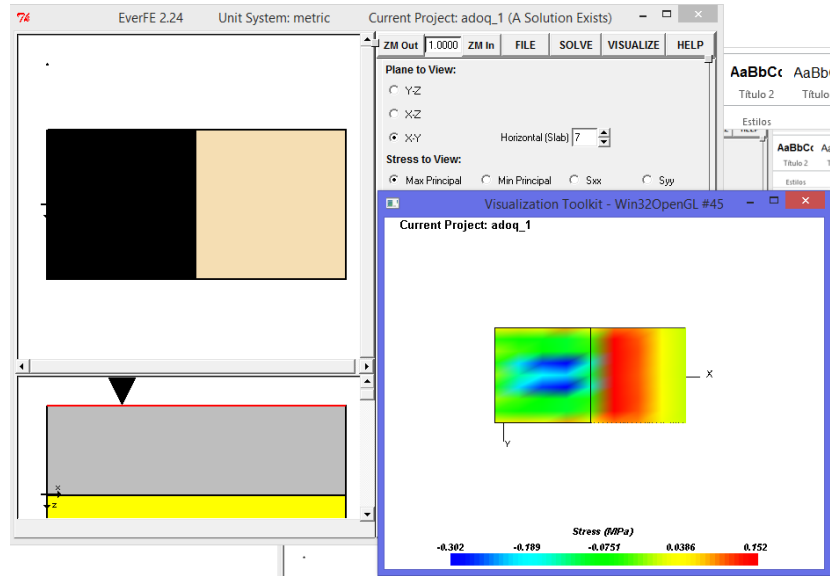 EverFE 2.24 Unit System: metric Current Project: adoq_1 (A Solution Exists)
ZM Out 1.0000 ZM In FILE SOLVE VISUALIZE HELP
Plane to View:
Y-Z
X-Z
X-Y Horizontal (Slab) 7
Stress to View:
Max Principal Min Principal Sxx Syy
Visualization Toolkit - Win32OpenGL #45
Current Project: adoq_1
X
Y
Stress (MPa)
-0.302 -0.189 -0.0751 0.0386 0.152
x
z
AaBbCc AaBb
Título 2 Título
Estilos
AaBbCc
Título 2
Estilos